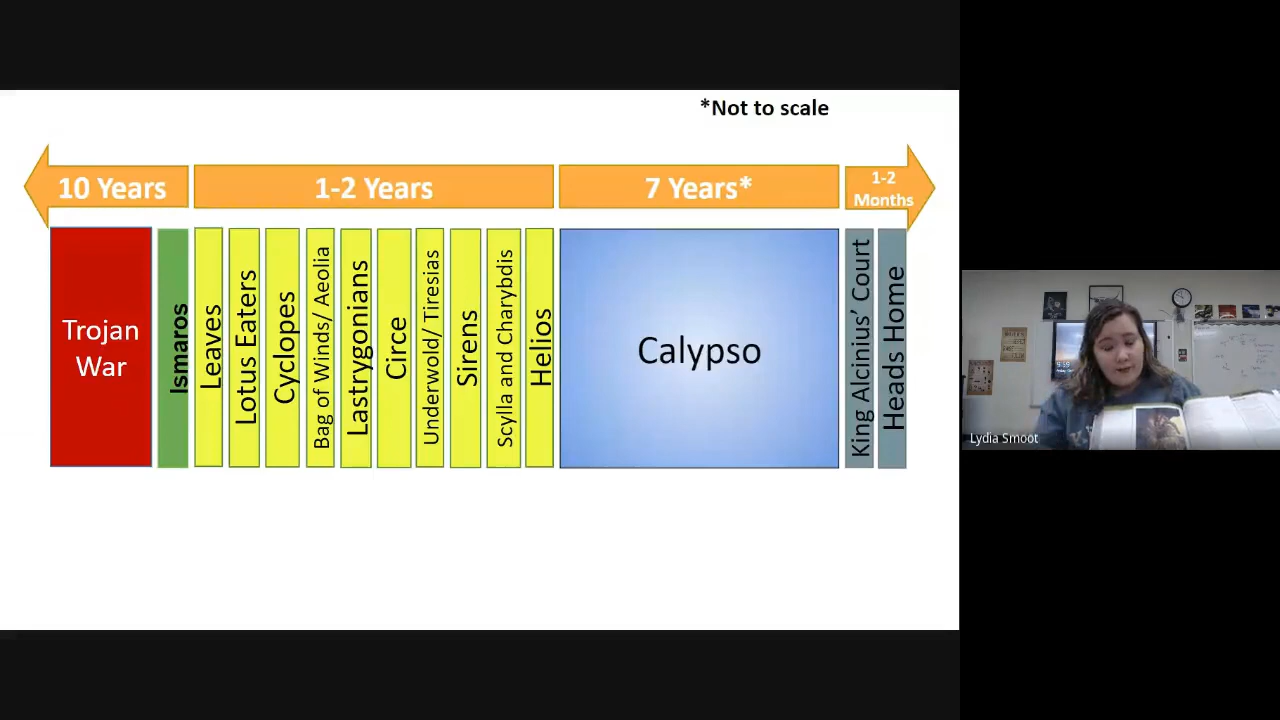 *Not to scale
10 Years
1-2 Years
7 Years*
1-2
Months
Trojan
War
Ismaros
Leaves
Lotus Eaters
Cyclopes
Bag of Winds/ Aeolia
Lastrygonians
Circe
Underwold/ Tiresias
Sirens
Scylla and Charybdis
Helios
Calypso
King Alcinius' Court
Heads Home
Lydia Smoot